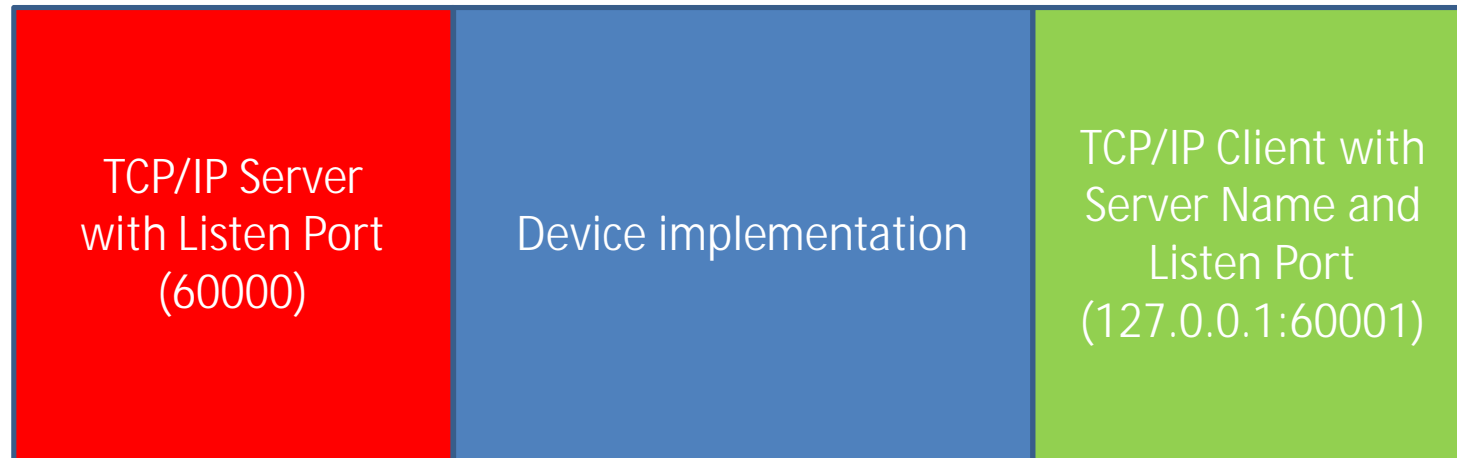 TCP/IP Server
with Listen Port
(60000)
Device implementation
TCP/IP Client with
Server Name and
Listen Port
(127.0.0.1:60001)